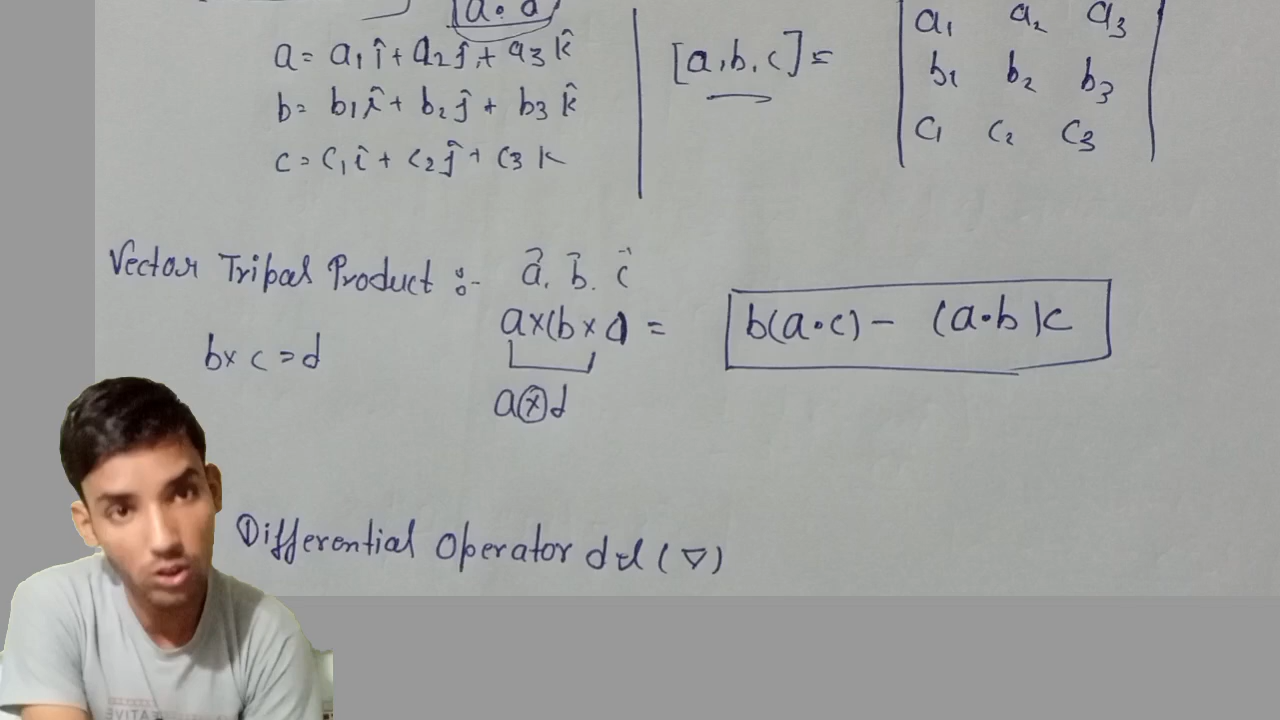 a · a
a = a₁ î + a₂ ĵ + a₃ k̂
b = b₁ î + b₂ ĵ + b₃ k̂
c = c₁ î + c₂ ĵ + c₃ k
[a, b, c] =
a₁ a₂ a₃
b₁ b₂ b₃
c₁ c₂ c₃
Vector Tripal Product :- a⃗. b⃗. c⃗
a×(b×c) = b(a·c) - (a·b)c
b× c = d
a×d
Differential operator del (▽)